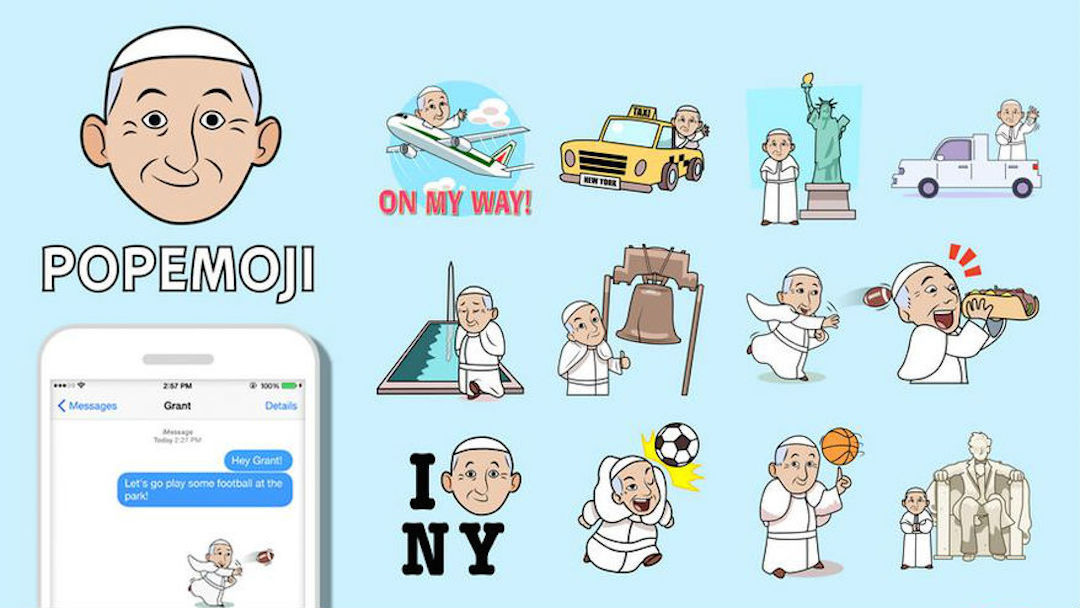 POPEMOJI
2:57 PM
100%
Messages
Grant
Details
iMessage
Today 2:27 PM
Hey Grant!
Let's go play some football at the
park!
ON MY WAY!
TAXI
NEW YORK
I
NY